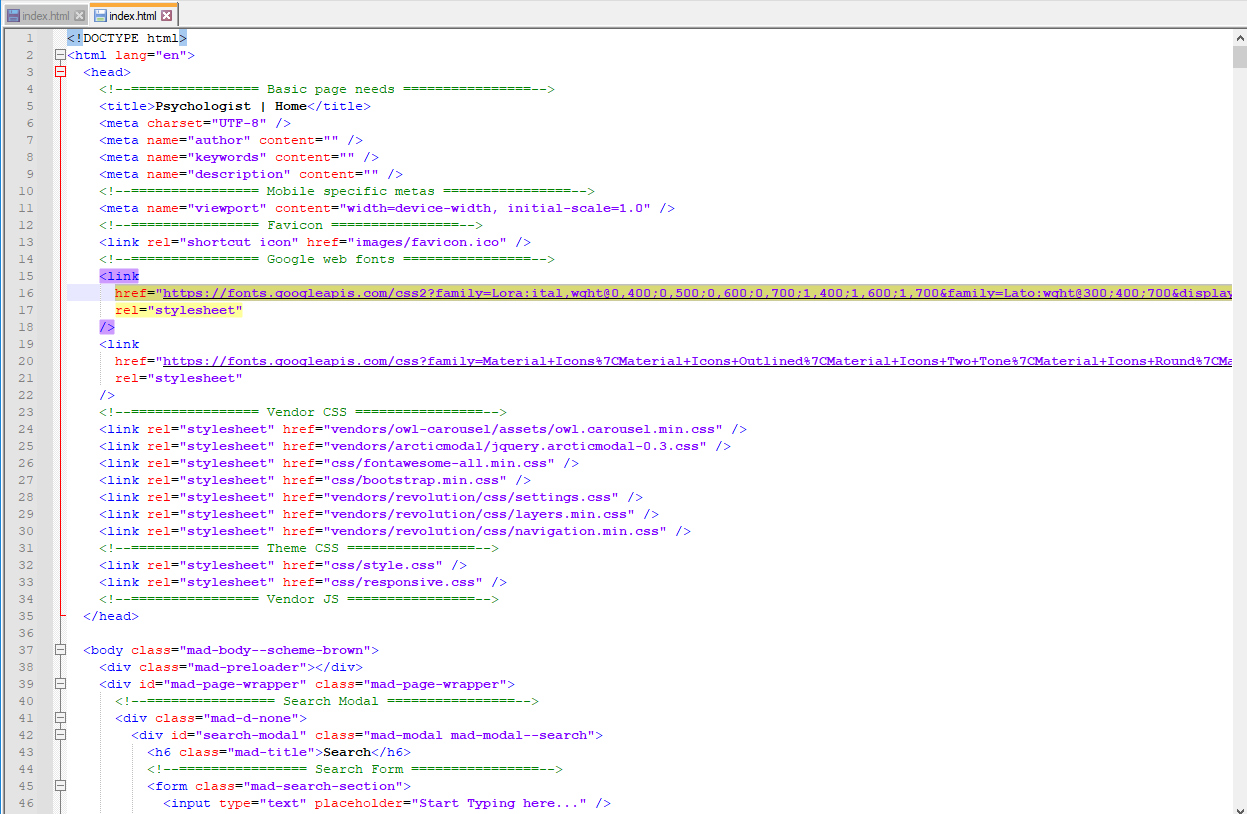 index.html index.html
1 <!DOCTYPE html>
2 <html lang="en">
3 <head>
4 <!--================ Basic page needs ================-->
5 <title>Psychologist | Home</title>
6 <meta charset="UTF-8" />
7 <meta name="author" content="" />
8 <meta name="keywords" content="" />
9 <meta name="description" content="" />
10 <!--================ Mobile specific metas ================-->
11 <meta name="viewport" content="width=device-width, initial-scale=1.0" />
12 <!--================ Favicon ================-->
13 <link rel="shortcut icon" href="images/favicon.ico" />
14 <!--================ Google web fonts ================-->
15 <link
16 href="https://fonts.googleapis.com/css2?family=Lora:ital,wght@0,400;0,500;0,600;0,700;1,400;1,600;1,700&family=Lato:wght@300;400;700&display
17 rel="stylesheet"
18 />
19 <link
20 href="https://fonts.googleapis.com/css?family=Material+Icons%7CMaterial+Icons+Outlined%7CMaterial+Icons+Two+Tone%7CMaterial+Icons+Round%7CMa
21 rel="stylesheet"
22 />
23 <!--================ Vendor CSS ================-->
24 <link rel="stylesheet" href="vendors/owl-carousel/assets/owl.carousel.min.css" />
25 <link rel="stylesheet" href="vendors/arcticmodal/jquery.arcticmodal-0.3.css" />
26 <link rel="stylesheet" href="css/fontawesome-all.min.css" />
27 <link rel="stylesheet" href="css/bootstrap.min.css" />
28 <link rel="stylesheet" href="vendors/revolution/css/settings.css" />
29 <link rel="stylesheet" href="vendors/revolution/css/layers.min.css" />
30 <link rel="stylesheet" href="vendors/revolution/css/navigation.min.css" />
31 <!--================ Theme CSS ================-->
32 <link rel="stylesheet" href="css/style.css" />
33 <link rel="stylesheet" href="css/responsive.css" />
34 <!--================ Vendor JS ================-->
35 </head>
36
37 <body class="mad-body--scheme-brown">
38 <div class="mad-preloader"></div>
39 <div id="mad-page-wrapper" class="mad-page-wrapper">
40 <!--================ Search Modal ================-->
41 <div class="mad-d-none">
42 <div id="search-modal" class="mad-modal mad-modal--search">
43 <h6 class="mad-title">Search</h6>
44 <!--================ Search Form ================-->
45 <form class="mad-search-section">
46 <input type="text" placeholder="Start Typing here..." />